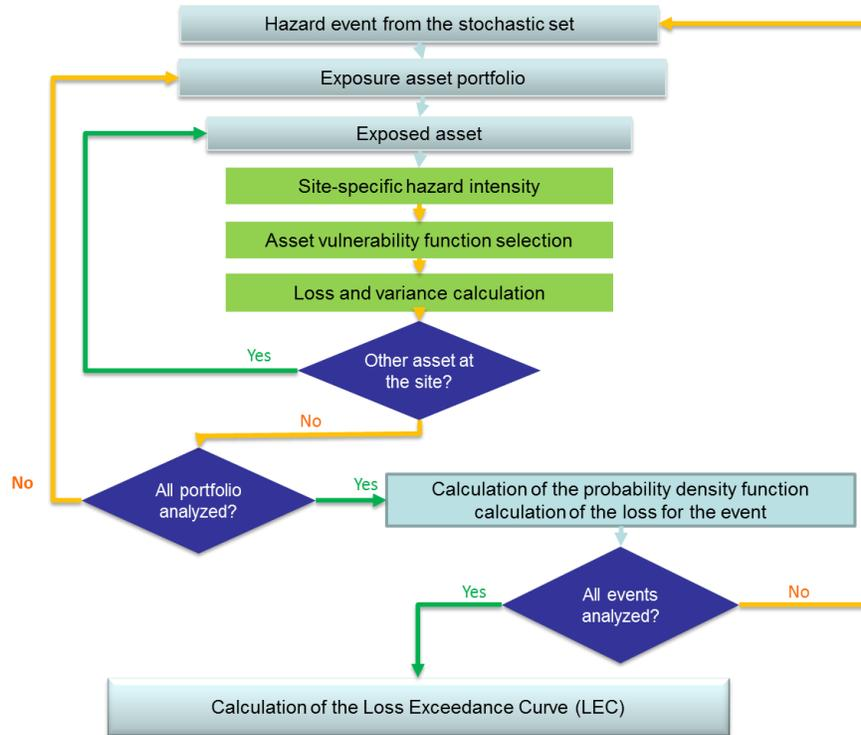 Hazard event from the stochastic set
Exposure asset portfolio
Exposed asset
Site-specific hazard intensity
Asset vulnerability function selection
Loss and variance calculation
Yes
Other asset at
the site?
No
No
All portfolio
analyzed?
Yes
Calculation of the probability density function
calculation of the loss for the event
Yes
All events
analyzed?
No
Calculation of the Loss Exceedance Curve (LEC)